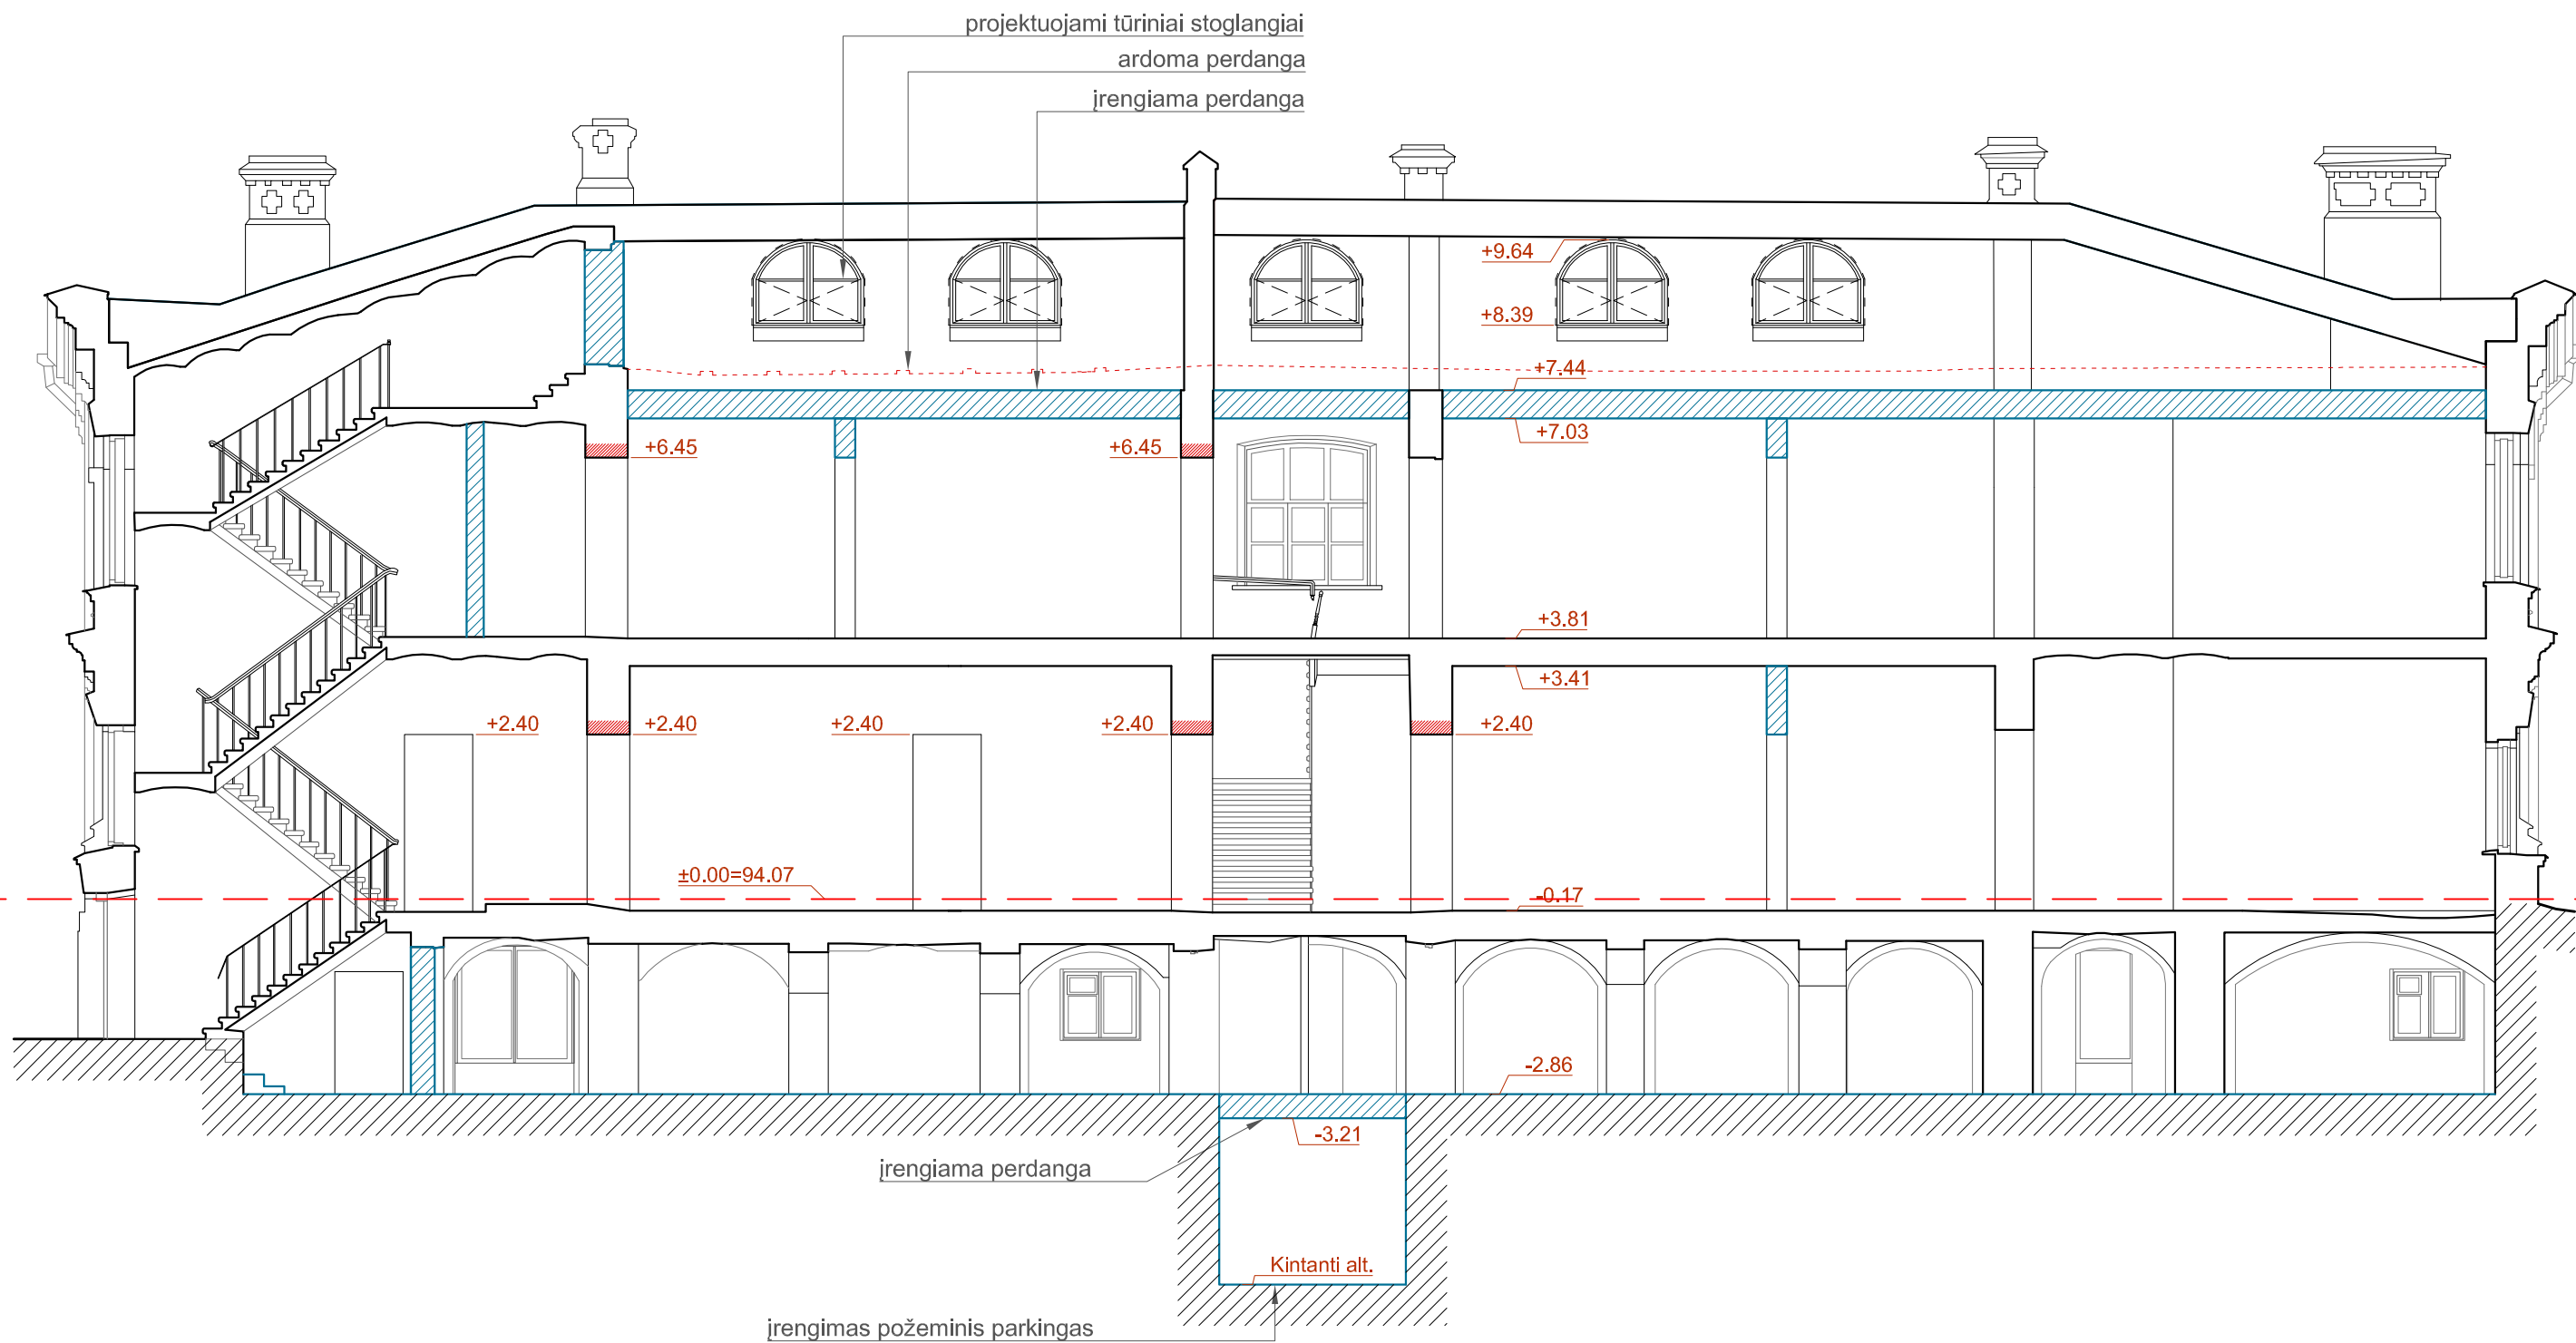 projektuojami tūriniai stoglangiai
ardoma perdanga
įrengiama perdanga
+9.64
+8.39
+7.44
+7.03
+6.45
+6.45
+3.81
+3.41
+2.40
+2.40
+2.40
+2.40
+2.40
±0.00=94.07
-0.17
-2.86
-3.21
įrengiama perdanga
Kintanti alt.
įrengimas požeminis parkingas